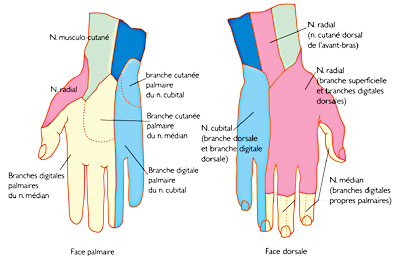 N. musculo-cutané
N. radial
branche cutanée
palmaire
du n. cubital
Branche cutanée
palmaire
du n. médian
Branche digitale
palmaire du
n. cubital
Branches digitales
palmaires
du n. médian
Face palmaire
N. radial
(n. cutané dorsal
de l'avant-bras)
N. radial
(branche superficielle
et branches digitales
dorsales)
N. cubital
(branche dorsale
et branche digitale
dorsale)
N. médian
(branches digitales
propres palmaires)
Face dorsale